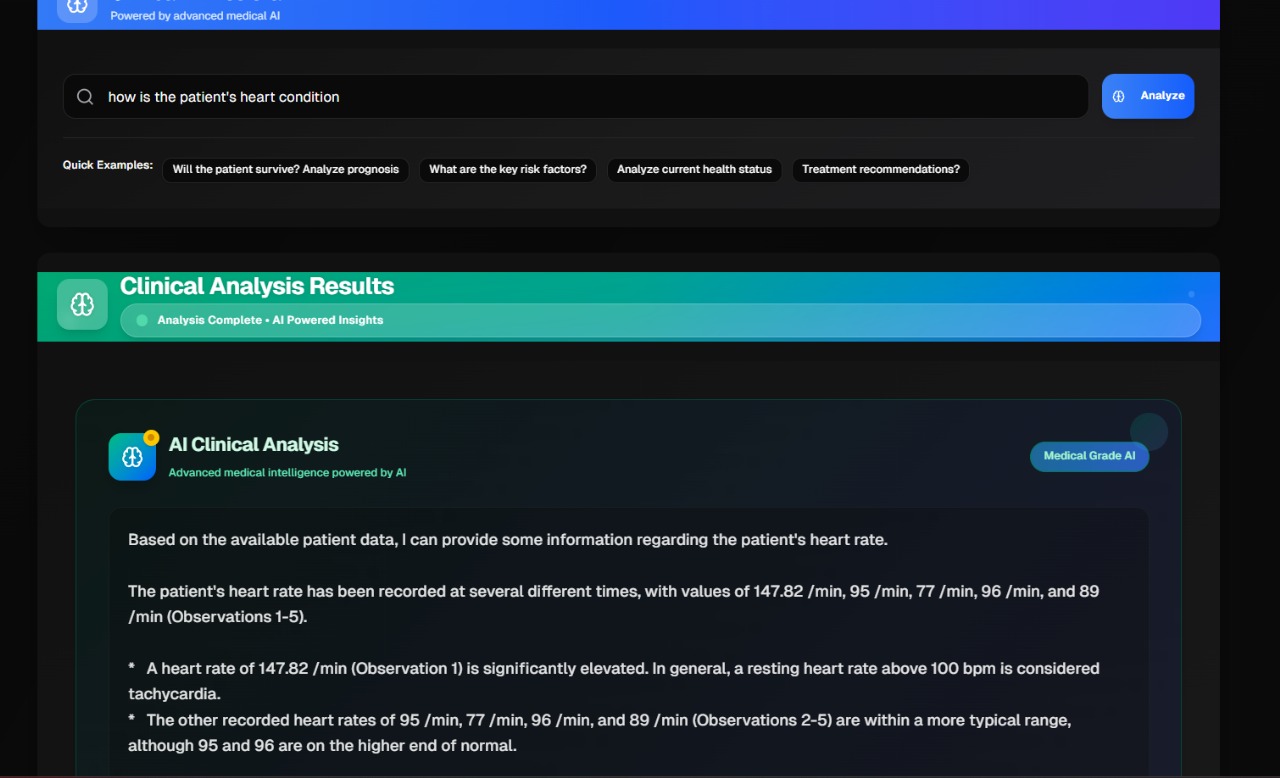 Powered by advanced medical AI
how is the patient's heart condition
Analyze
Quick Examples:
Will the patient survive? Analyze prognosis
What are the key risk factors?
Analyze current health status
Treatment recommendations?
Clinical Analysis Results
Analysis Complete • AI Powered Insights
AI Clinical Analysis
Advanced medical intelligence powered by AI
Medical Grade AI
Based on the available patient data, I can provide some information regarding the patient's heart rate.
The patient's heart rate has been recorded at several different times, with values of 147.82 /min, 95 /min, 77 /min, 96 /min, and 89
/min (Observations 1-5).
* A heart rate of 147.82 /min (Observation 1) is significantly elevated. In general, a resting heart rate above 100 bpm is considered
tachycardia.
* The other recorded heart rates of 95 /min, 77 /min, 96 /min, and 89 /min (Observations 2-5) are within a more typical range,
although 95 and 96 are on the higher end of normal.